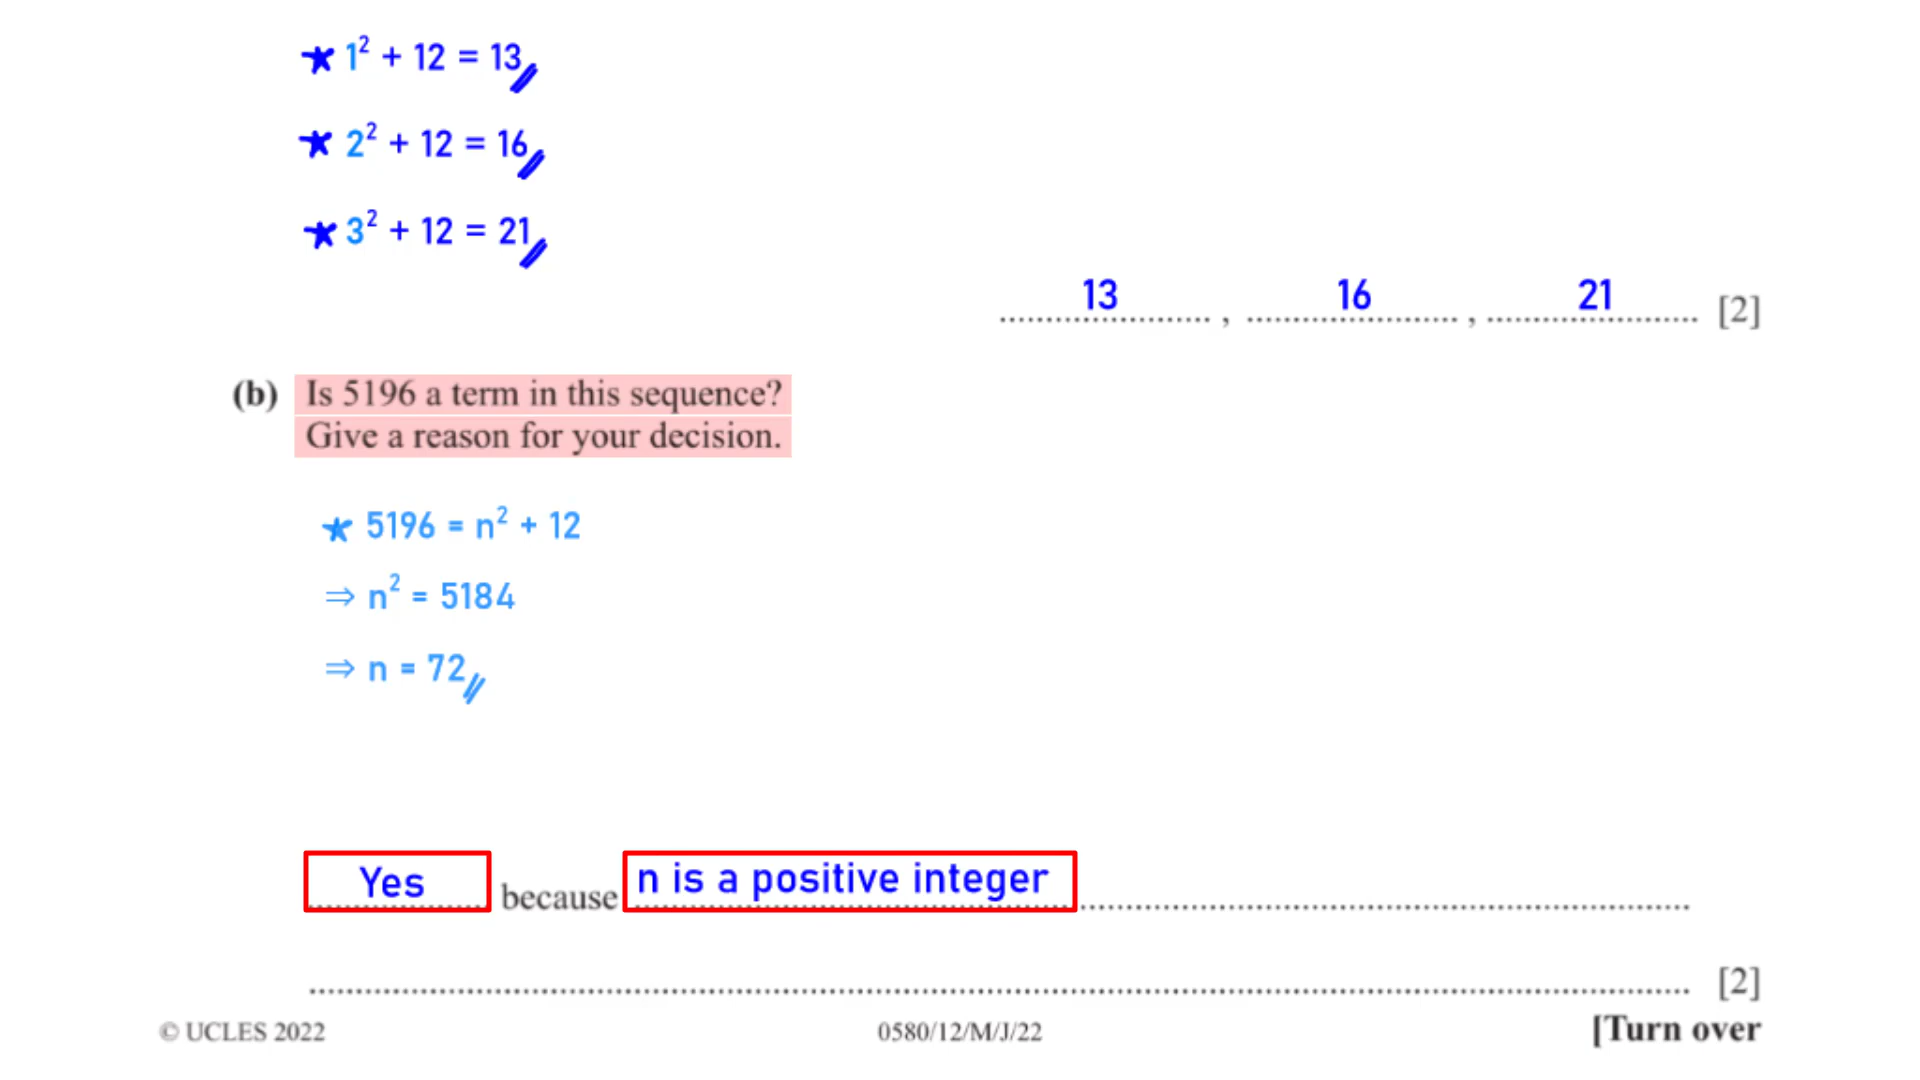 ★ 1² + 12 = 13
★ 2² + 12 = 16
★ 3² + 12 = 21
13 , 16 , 21 [2]
(b) Is 5196 a term in this sequence?
Give a reason for your decision.
★ 5196 = n² + 12
⇒ n² = 5184
⇒ n = 72
Yes because n is a positive integer
[2]
© UCLES 2022 0580/12/M/J/22 [Turn over